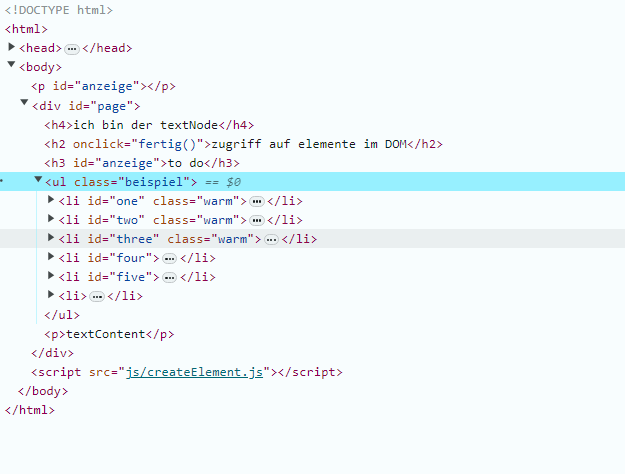 <!DOCTYPE html>
<html>
<head>…</head>
<body>
<p id="anzeige"></p>
<div id="page">
<h4>ich bin der textNode</h4>
<h2 onclick="fertig()">zugriff auf elemente im DOM</h2>
<h3 id="anzeige">to do</h3>
<ul class="beispiel"> == $0
<li id="one" class="warm">…</li>
<li id="two" class="warm">…</li>
<li id="three" class="warm">…</li>
<li id="four">…</li>
<li id="five">…</li>
<li>…</li>
</ul>
<p>textContent</p>
</div>
<script src="js/createElement.js"></script>
</body>
</html>